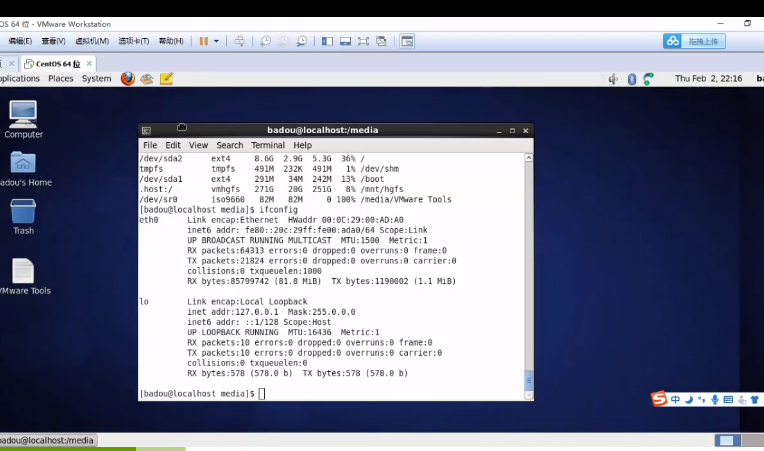 OS 64 位 - VMware Workstation
编辑(E) 查看(V) 虚拟机(M) 选项卡(T) 帮助(H)
拖拽上传
CentOS 64 位
pplications Places System Thu Feb 2, 22:16 ba
Computer
adou's Home
Trash
VMware Tools
badou@localhost:/media
File Edit View Search Terminal Help
/dev/sda2 ext4 8.6G 2.9G 5.3G 36% /
tmpfs tmpfs 491M 232K 491M 1% /dev/shm
/dev/sda1 ext4 291M 34M 242M 13% /boot
.host:/ vmhgfs 271G 20G 251G 8% /mnt/hgfs
/dev/sr0 iso9660 82M 82M 0 100% /media/VMware Tools
[badou@localhost media]$ ifconfig
eth0 Link encap:Ethernet HWaddr 00:0C:29:00:AD:A0
inet6 addr: fe80::20c:29ff:fe00:ada0/64 Scope:Link
UP BROADCAST RUNNING MULTICAST MTU:1500 Metric:1
RX packets:64313 errors:0 dropped:0 overruns:0 frame:0
TX packets:21824 errors:0 dropped:0 overruns:0 carrier:0
collisions:0 txqueuelen:1000
RX bytes:85799742 (81.8 MiB) TX bytes:1190002 (1.1 MiB)
lo Link encap:Local Loopback
inet addr:127.0.0.1 Mask:255.0.0.0
inet6 addr: ::1/128 Scope:Host
UP LOOPBACK RUNNING MTU:16436 Metric:1
RX packets:10 errors:0 dropped:0 overruns:0 frame:0
TX packets:10 errors:0 dropped:0 overruns:0 carrier:0
collisions:0 txqueuelen:0
RX bytes:578 (578.0 b) TX bytes:578 (578.0 b)
[badou@localhost media]$
中
badou@localhost:/media